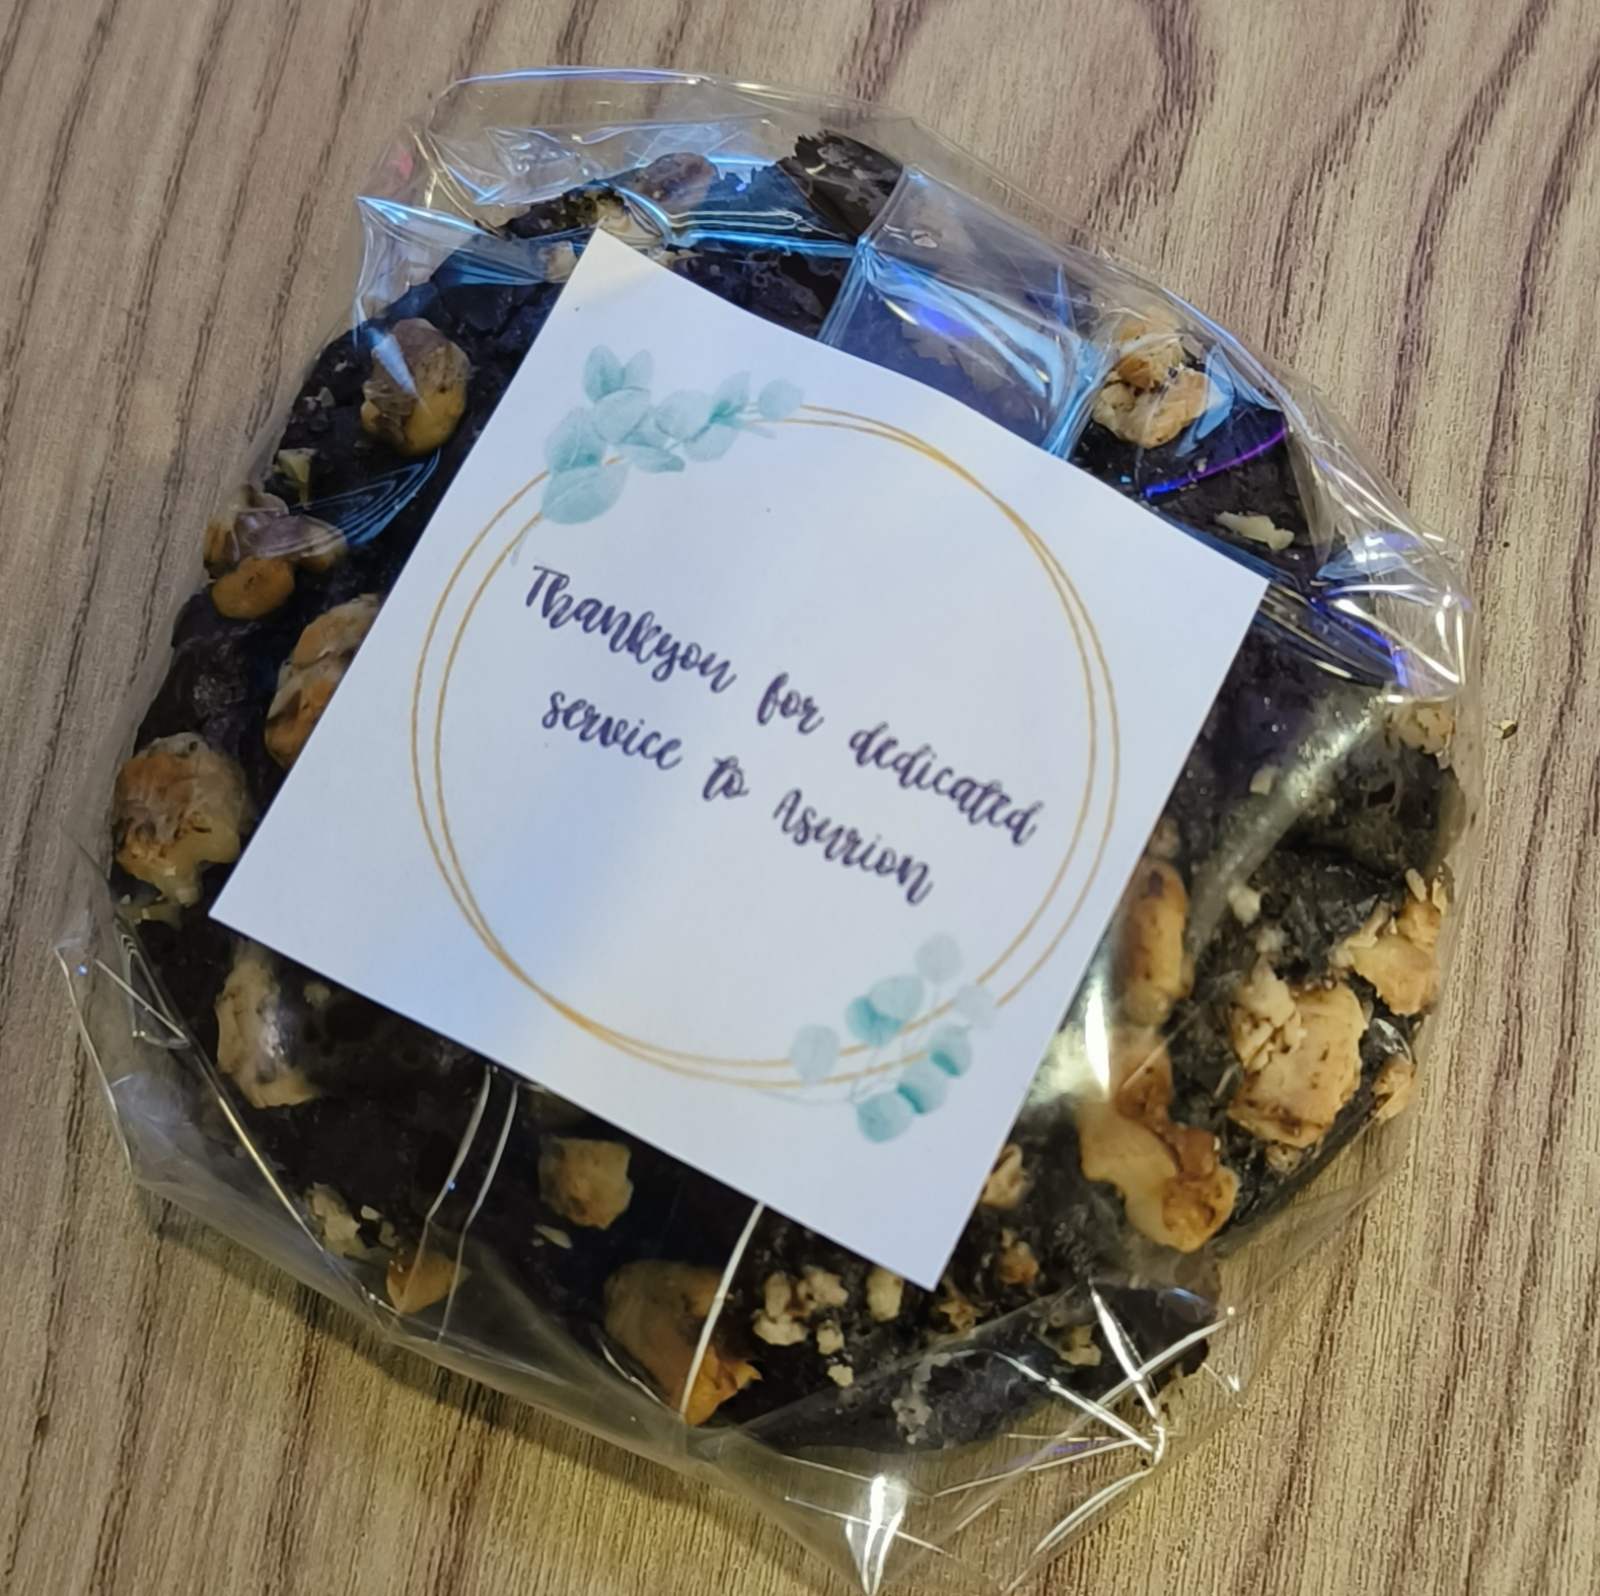 Thankyou for dedicated
service to Asurion